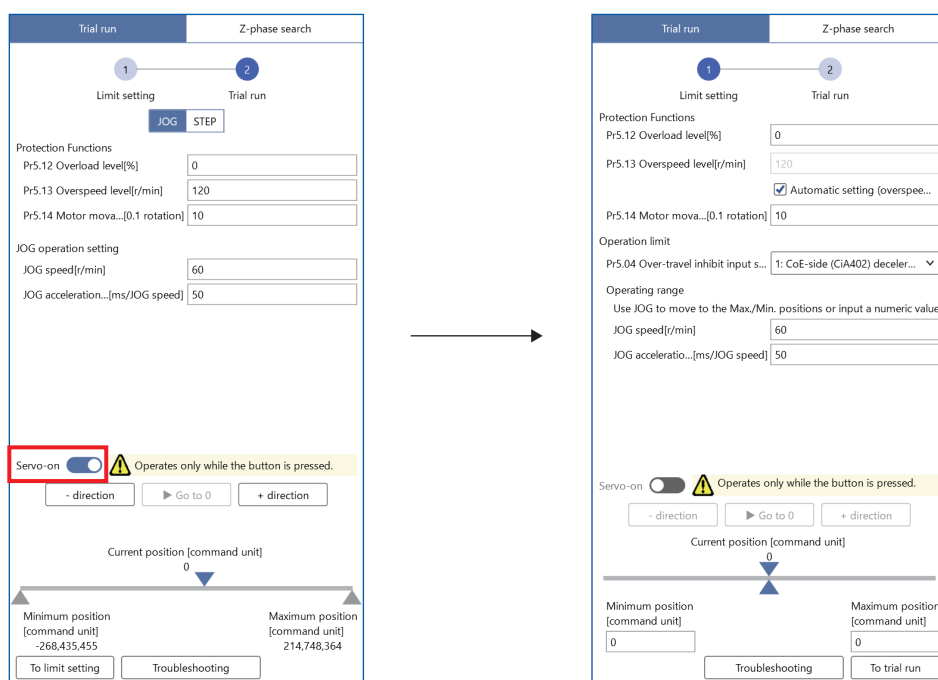 Trial run
Z-phase search
1
2
Limit setting
Trial run
JOG
STEP
Protection Functions
Pr5.12 Overload level[%]
0
Pr5.13 Overspeed level[r/min]
120
Pr5.14 Motor mova...[0.1 rotation]
10
JOG operation setting
JOG speed[r/min]
60
JOG acceleration...[ms/JOG speed]
50
Servo-on
Operates only while the button is pressed.
- direction
Go to 0
+ direction
Current position [command unit]
0
Minimum position
[command unit]
-268,435,455
Maximum position
[command unit]
214,748,364
To limit setting
Troubleshooting
Trial run
Z-phase search
1
2
Limit setting
Trial run
Protection Functions
Pr5.12 Overload level[%]
0
Pr5.13 Overspeed level[r/min]
120
Automatic setting (overspee...
Pr5.14 Motor mova...[0.1 rotation]
10
Operation limit
Pr5.04 Over-travel inhibit input s...
1: CoE-side (CiA402) deceler...
Operating range
Use JOG to move to the Max./Min. positions or input a numeric value
JOG speed[r/min]
60
JOG acceleratio...[ms/JOG speed]
50
Servo-on
Operates only while the button is pressed.
- direction
Go to 0
+ direction
Current position [command unit]
0
Minimum position
[command unit]
0
Maximum position
[command unit]
0
Troubleshooting
To trial run